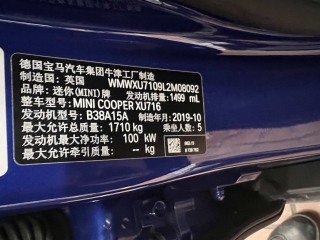 德国宝马汽车集团牛津工厂制造
制造国：英国 WMWXU7109L2M08092
品牌：迷你(MINI)牌 发动机排量：1499 mL
整车型号：MINI COOPER XU716
发动机型号：B38A15A 制造年月：2019-10
最大允许总质量：1710 kg 乘坐人数：5
发动机最大净功率：100 kW
最大允许牵引质量：-- kg